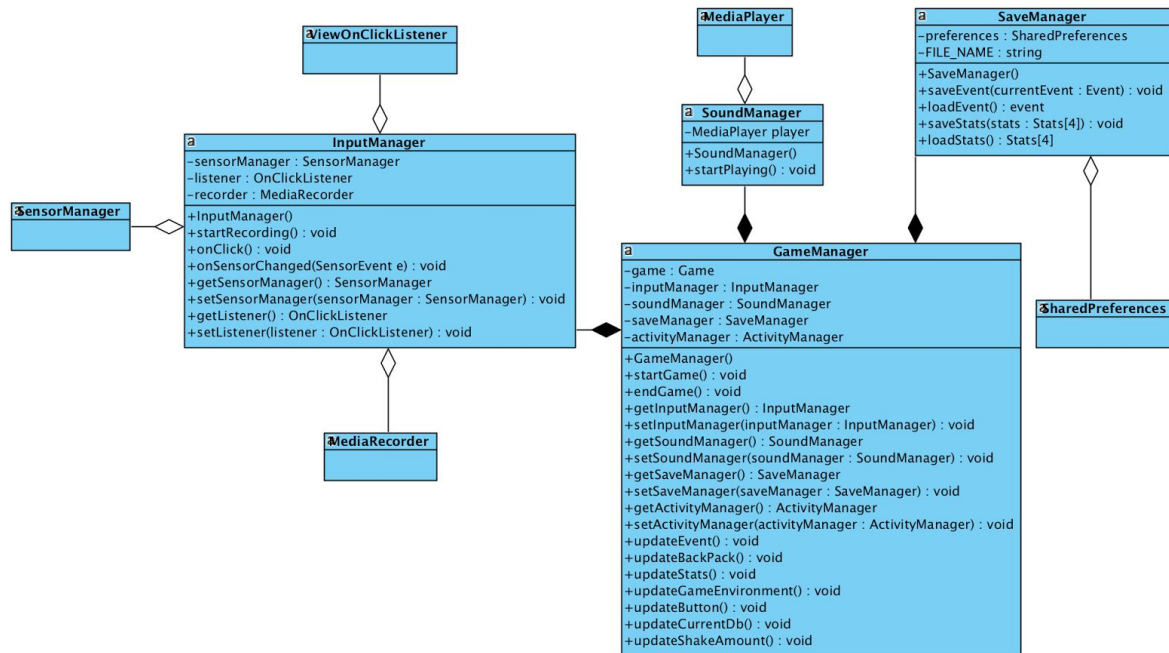 a
ViewOnClickListener
a
MediaPlayer
a
SaveManager
-preferences : SharedPreferences
-FILE_NAME : string
+SaveManager()
+saveEvent(currentEvent : Event) : void
+loadEvent() : event
+saveStats(stats : Stats[4]) : void
+loadStats() : Stats[4]
a
SoundManager
-MediaPlayer player
+SoundManager()
+startPlaying() : void
a
InputManager
-sensorManager : SensorManager
-listener : OnClickListener
-recorder : MediaRecorder
+InputManager()
+startRecording() : void
+onClick() : void
+onSensorChanged(SensorEvent e) : void
+getSensorManager() : SensorManager
+setSensorManager(sensorManager : SensorManager) : void
+getListener() : OnClickListener
+setListener(listener : OnClickListener) : void
a
SensorManager
a
GameManager
-game : Game
-inputManager : InputManager
-soundManager : SoundManager
-saveManager : SaveManager
-activityManager : ActivityManager
+GameManager()
+startGame() : void
+endGame() : void
+getInputManager() : InputManager
+setInputManager(inputManager : InputManager) : void
+getSoundManager() : SoundManager
+setSoundManager(soundManager : SoundManager) : void
+getSaveManager() : SaveManager
+setSaveManager(saveManager : SaveManager) : void
+getActivityManager() : ActivityManager
+setActivityManager(activityManager : ActivityManager) : void
+updateEvent() : void
+updateBackPack() : void
+updateStats() : void
+updateGameEnvironment() : void
+updateButton() : void
+updateCurrentDb() : void
+updateShakeAmount() : void
a
SharedPreferences
a
MediaRecorder